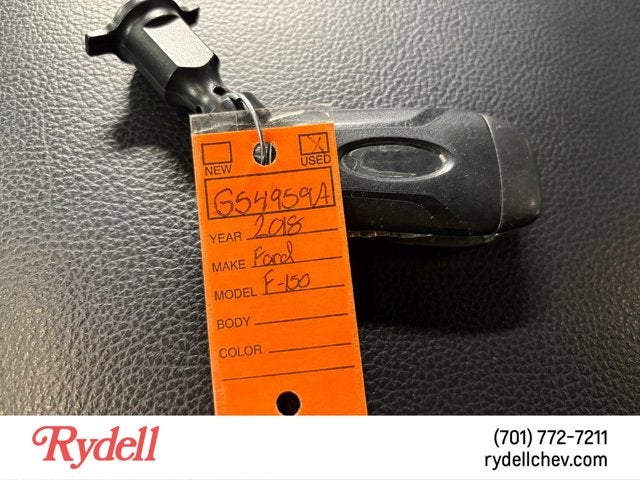 NEW USED
G54959A
YEAR 2018
MAKE Ford
MODEL F-150
BODY
COLOR
Rydell
(701) 772-7211
rydellchev.com